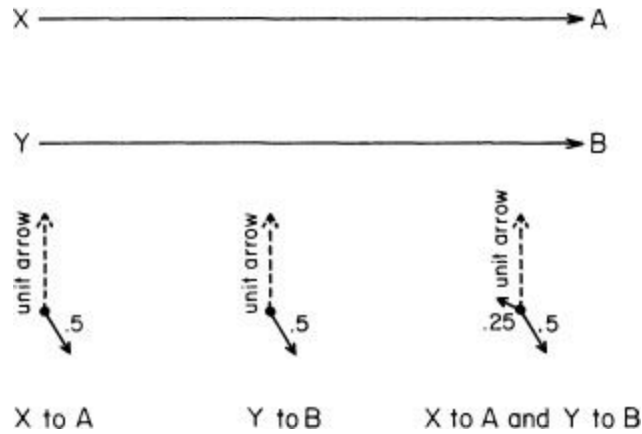 X A
Y B
unit arrow unit arrow unit arrow
.5 .5 .25 .5
X to A Y to B X to A and Y to B